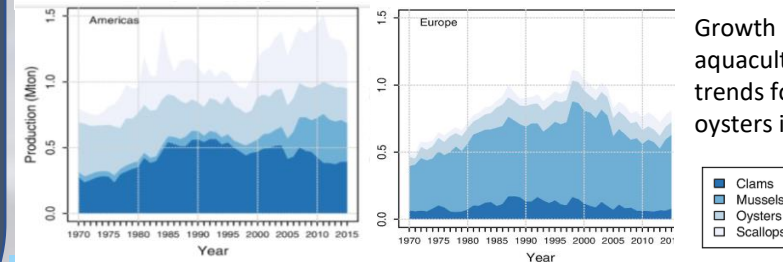 Americas
Production (Mton)
0.0 0.5 1.0 1.5
1970 1975 1980 1985 1990 1995 2000 2005 2010 2015
Year
Europe
0.0 0.5 1.0 1.5
1970 1975 1980 1985 1990 1995 2000 2005 2010 201
Year
Growth
aquacult
trends fo
oysters i
Clams
Mussels
Oysters
Scallops